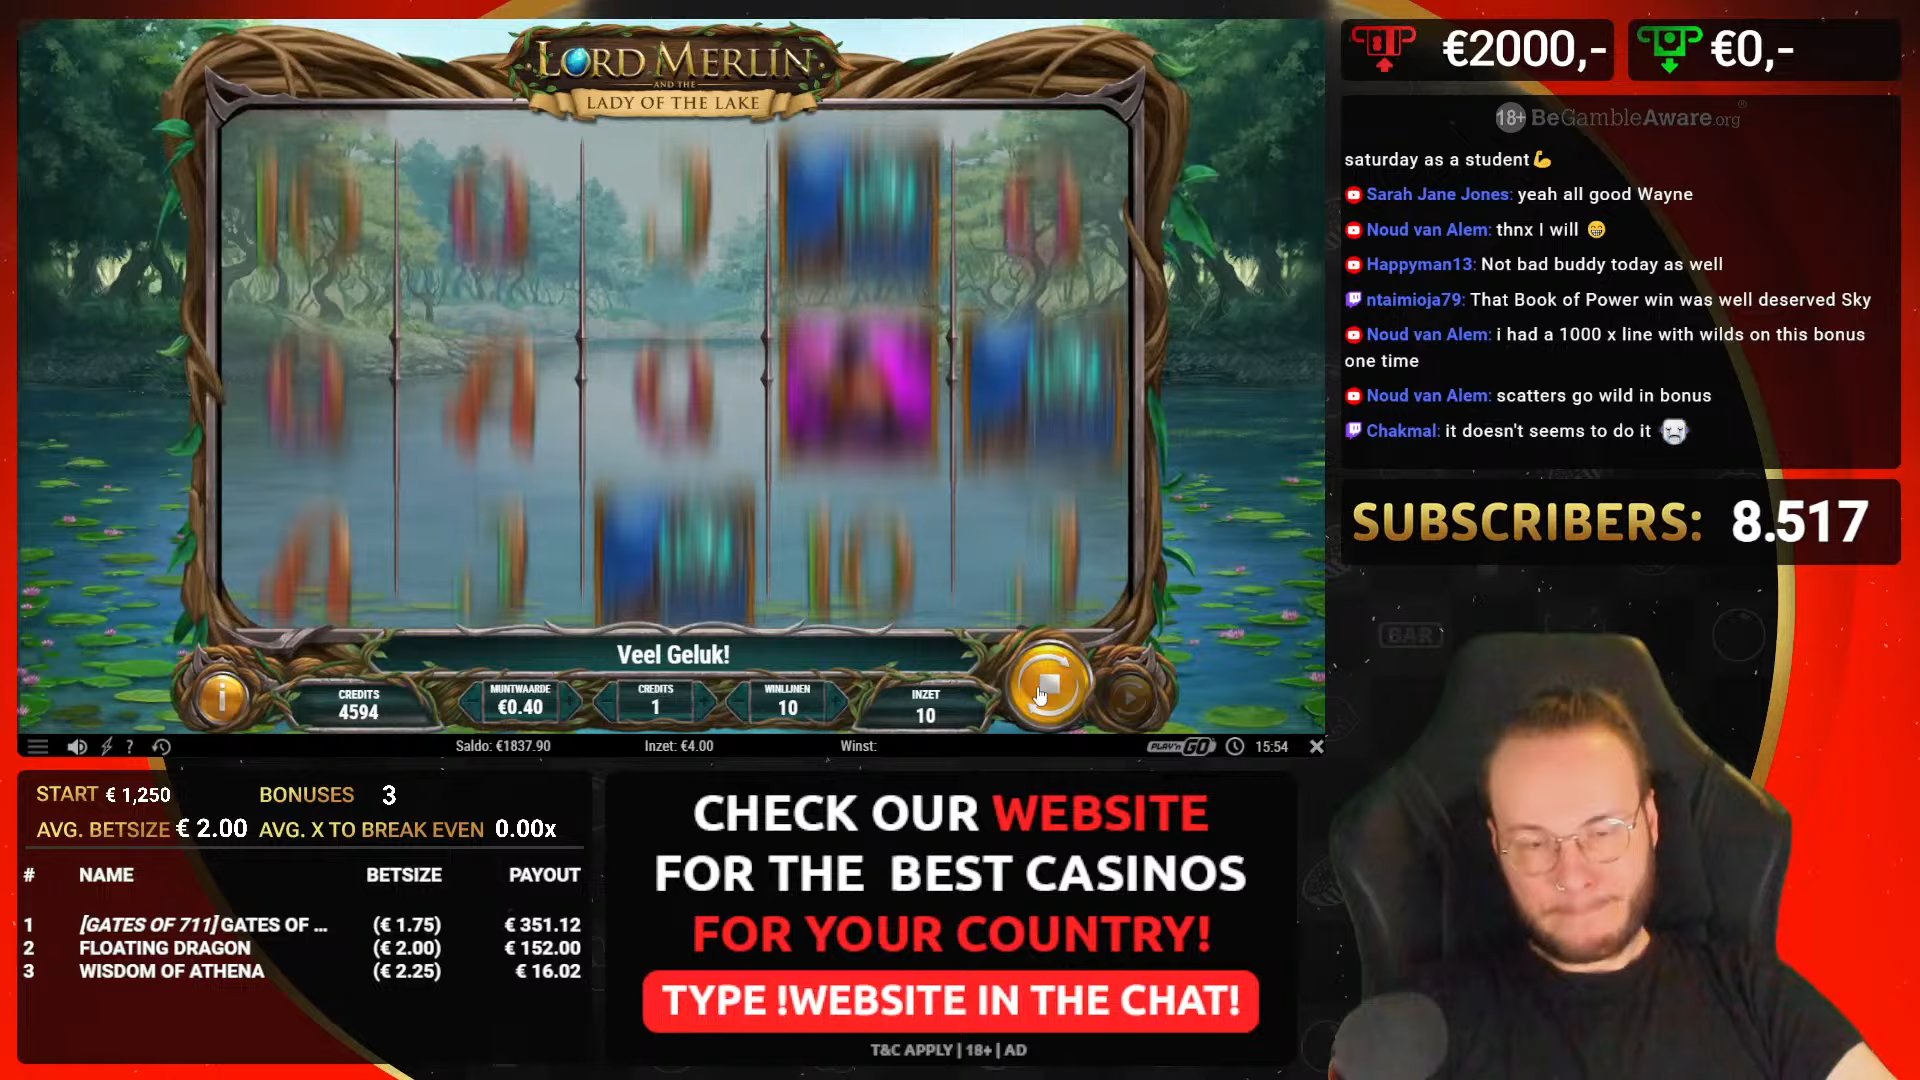 LORD MERLIN
AND THE
LADY OF THE LAKE
Veel Geluk!
CREDITS
4594
MUNTWAARDE
€0.40
CREDITS
1
WINLIJNEN
10
INZET
10
Saldo: €1837.90
Inzet: €4.00
Winst:
PLAY'n GO
15:54
€2000,-
€0,-
18+ BeGambleAware.org
saturday as a student💪
Sarah Jane Jones: yeah all good Wayne
Noud van Alem: thnx I will 😁
Happyman13: Not bad buddy today as well
ntaimioja79: That Book of Power win was well deserved Sky
Noud van Alem: i had a 1000 x line with wilds on this bonus
one time
Noud van Alem: scatters go wild in bonus
Chakmal: it doesn't seems to do it
SUBSCRIBERS: 8.517
BAR
START € 1,250
BONUSES 3
AVG. BETSIZE € 2.00 AVG. X TO BREAK EVEN 0.00x
# NAME BETSIZE PAYOUT
1 [GATES OF 711] GATES OF ... (€ 1.75) € 351.12
2 FLOATING DRAGON (€ 2.00) € 152.00
3 WISDOM OF ATHENA (€ 2.25) € 16.02
CHECK OUR WEBSITE
FOR THE BEST CASINOS
FOR YOUR COUNTRY!
TYPE !WEBSITE IN THE CHAT!
T&C APPLY | 18+ | AD